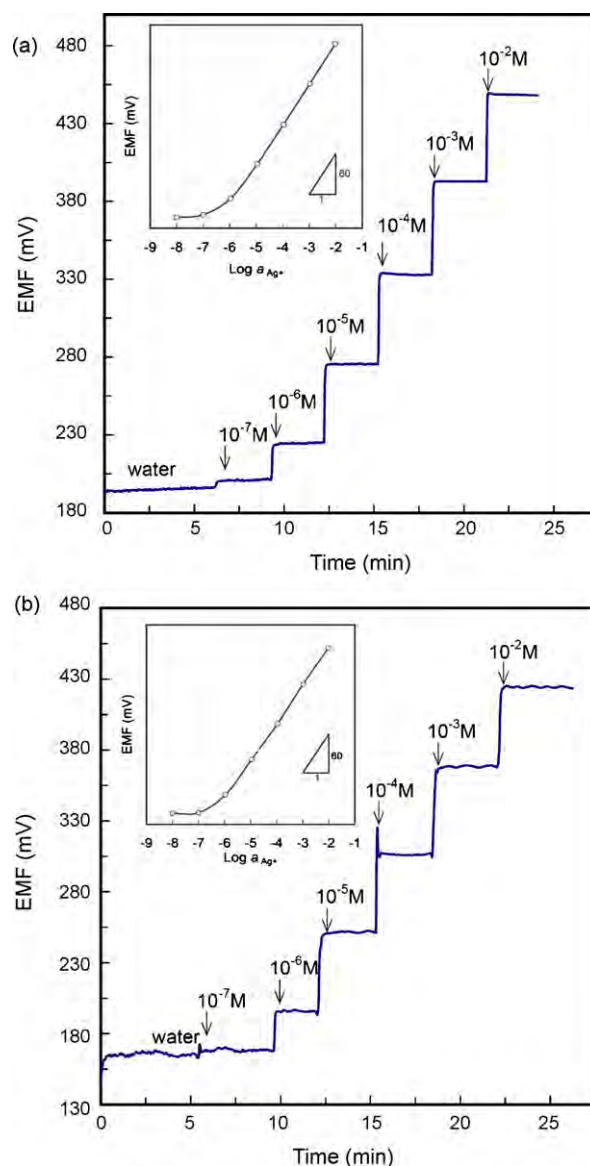 (a)
480
430
380
330
280
230
180
EMF (mV)
EMF (mV)
-9 -8 -7 -6 -5 -4 -3 -2 -1
Log a Ag+
60
1
water
10-7M
10-6M
10-5M
10-4M
10-3M
10-2M
0 5 10 15 20 25
Time (min)
(b)
480
430
380
330
280
230
180
130
EMF (mV)
EMF (mV)
-9 -8 -7 -6 -5 -4 -3 -2 -1
Log a Ag+
60
1
water
10-7M
10-6M
10-5M
10-4M
10-3M
10-2M
0 5 10 15 20 25
Time (min)